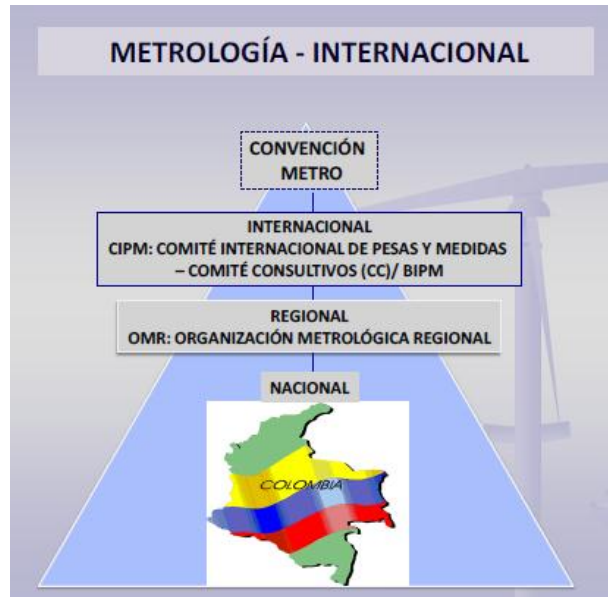 METROLOGÍA - INTERNACIONAL
CONVENCIÓN
METRO
INTERNACIONAL
CIPM: COMITÉ INTERNACIONAL DE PESAS Y MEDIDAS
– COMITÉ CONSULTIVOS (CC)/ BIPM
REGIONAL
OMR: ORGANIZACIÓN METROLÓGICA REGIONAL
NACIONAL
COLOMBIA